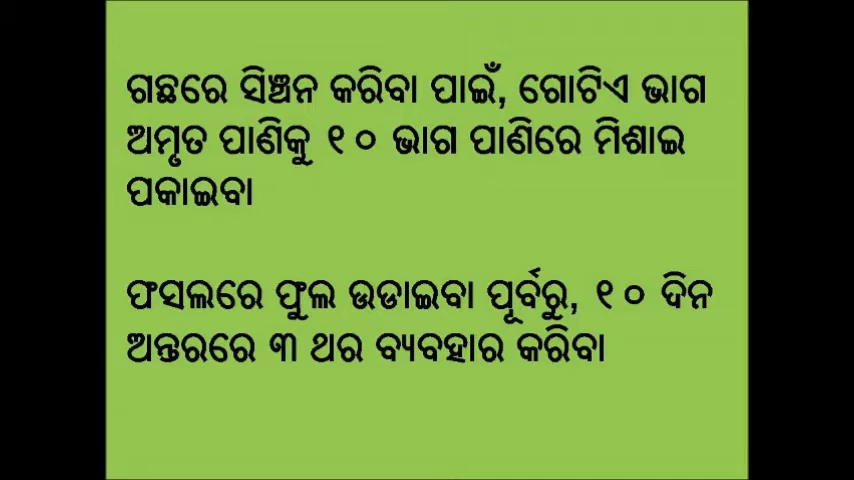 ଗଛରେ ସିଞ୍ଚନ କରିବା ପାଇଁ, ଗୋଟିଏ ଭାଗ
ଅମୃତ ପାଣିକୁ ୧୦ ଭାଗ ପାଣିରେ ମିଶାଇ
ପକାଇବା
ଫସଲରେ ଫୁଲ ଉଡାଇବା ପୂର୍ବରୁ, ୧୦ ଦିନ
ଅନ୍ତରରେ ୩ ଥର ବ୍ୟବହାର କରିବା